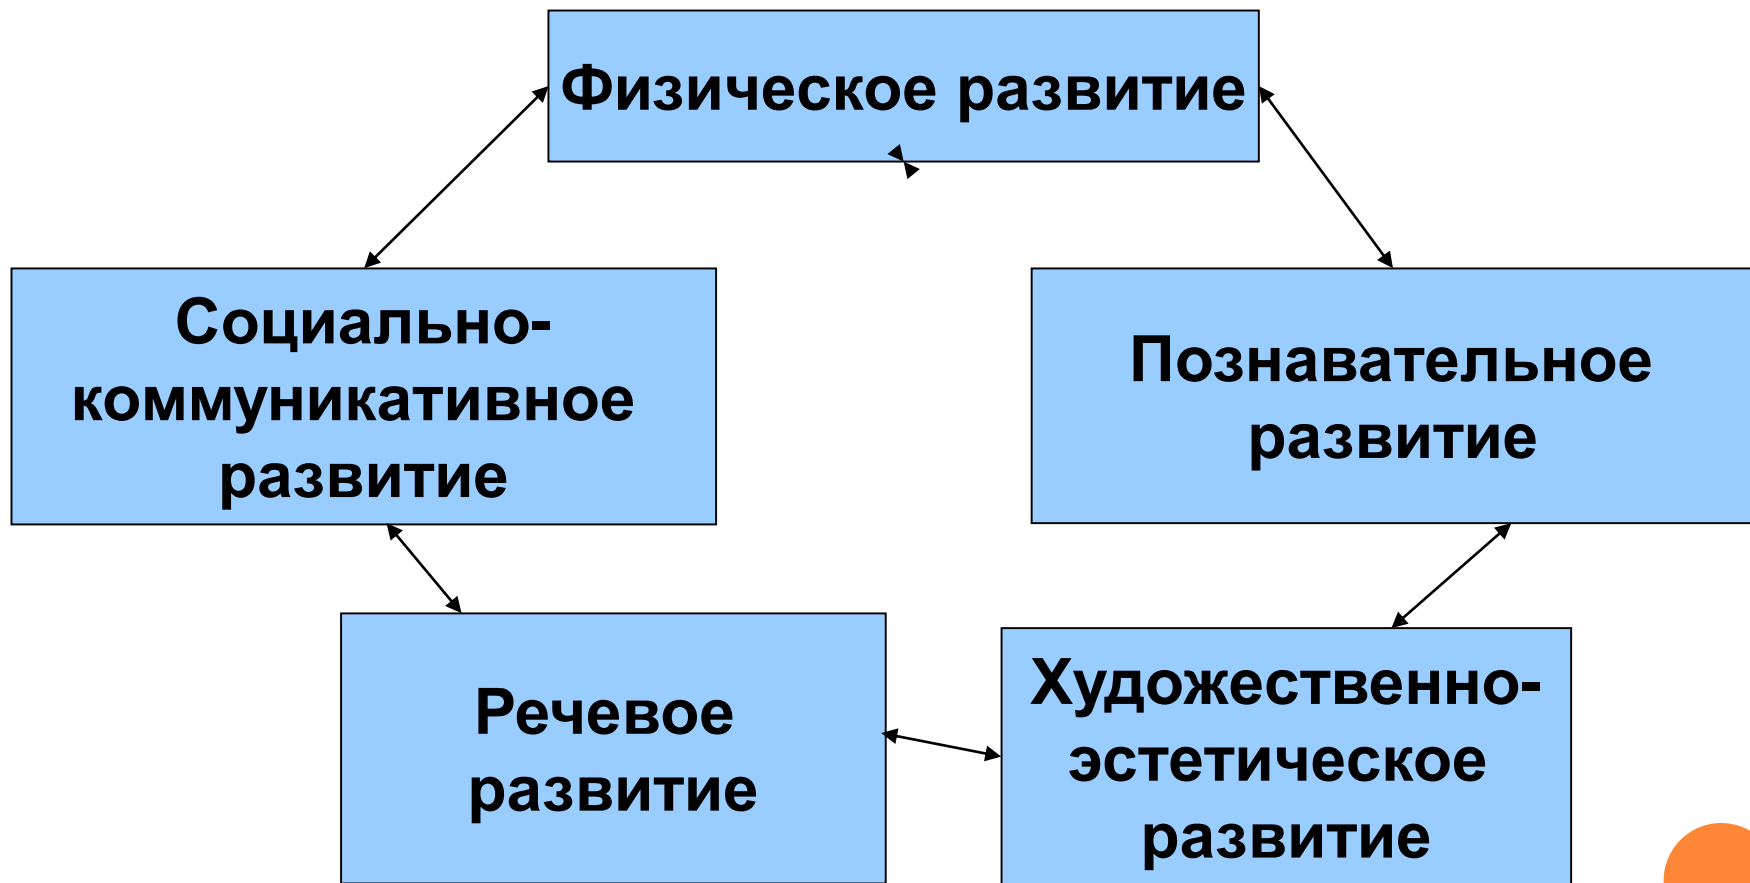 Физическое развитие
Социально-
коммуникативное
развитие
Познавательное
развитие
Речевое
развитие
Художественно-
эстетическое
развитие